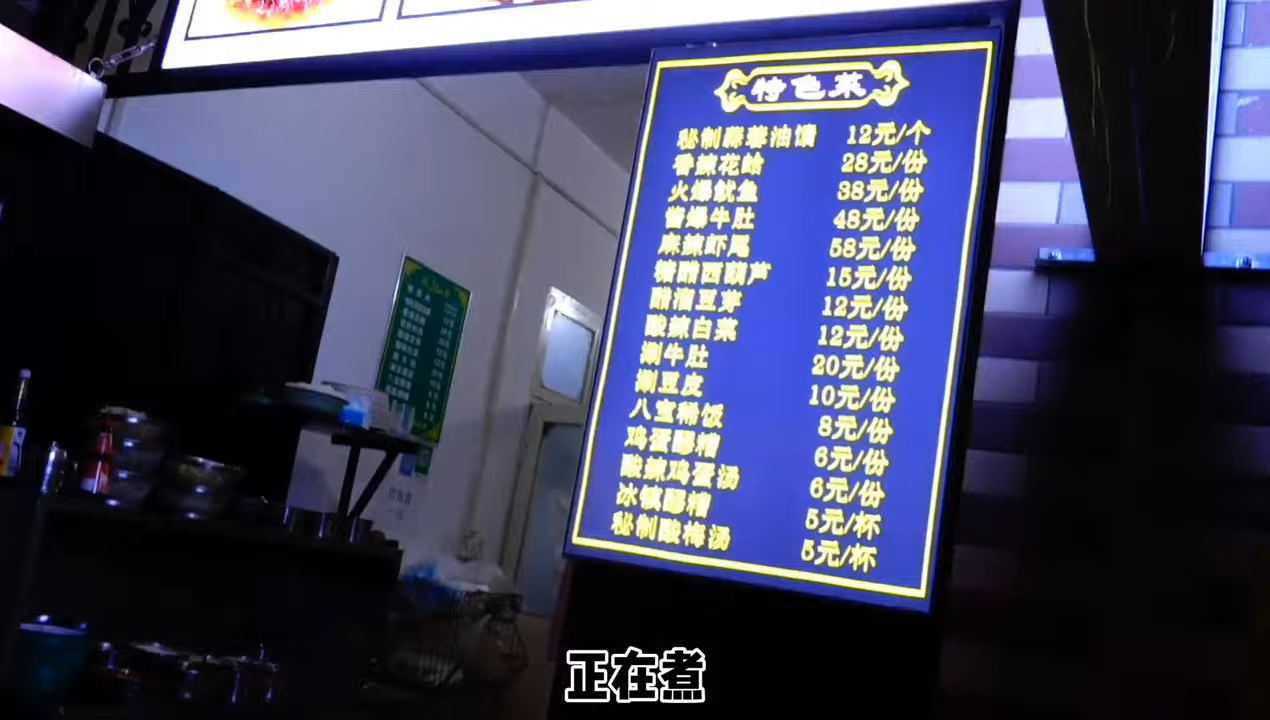 特色菜
秘制蒜蓉油馍 12元/个
香辣花蛤 28元/份
火爆鱿鱼 38元/份
酱爆牛肚 48元/份
麻辣虾尾 58元/份
糖醋西葫芦 15元/份
醋溜豆芽 12元/份
酸辣白菜 12元/份
涮牛肚 20元/份
涮豆皮 10元/份
八宝稀饭 8元/份
鸡蛋醪糟 6元/份
酸辣鸡蛋汤 6元/份
冰镇醪糟 5元/杯
秘制酸梅汤 5元/杯
正在煮